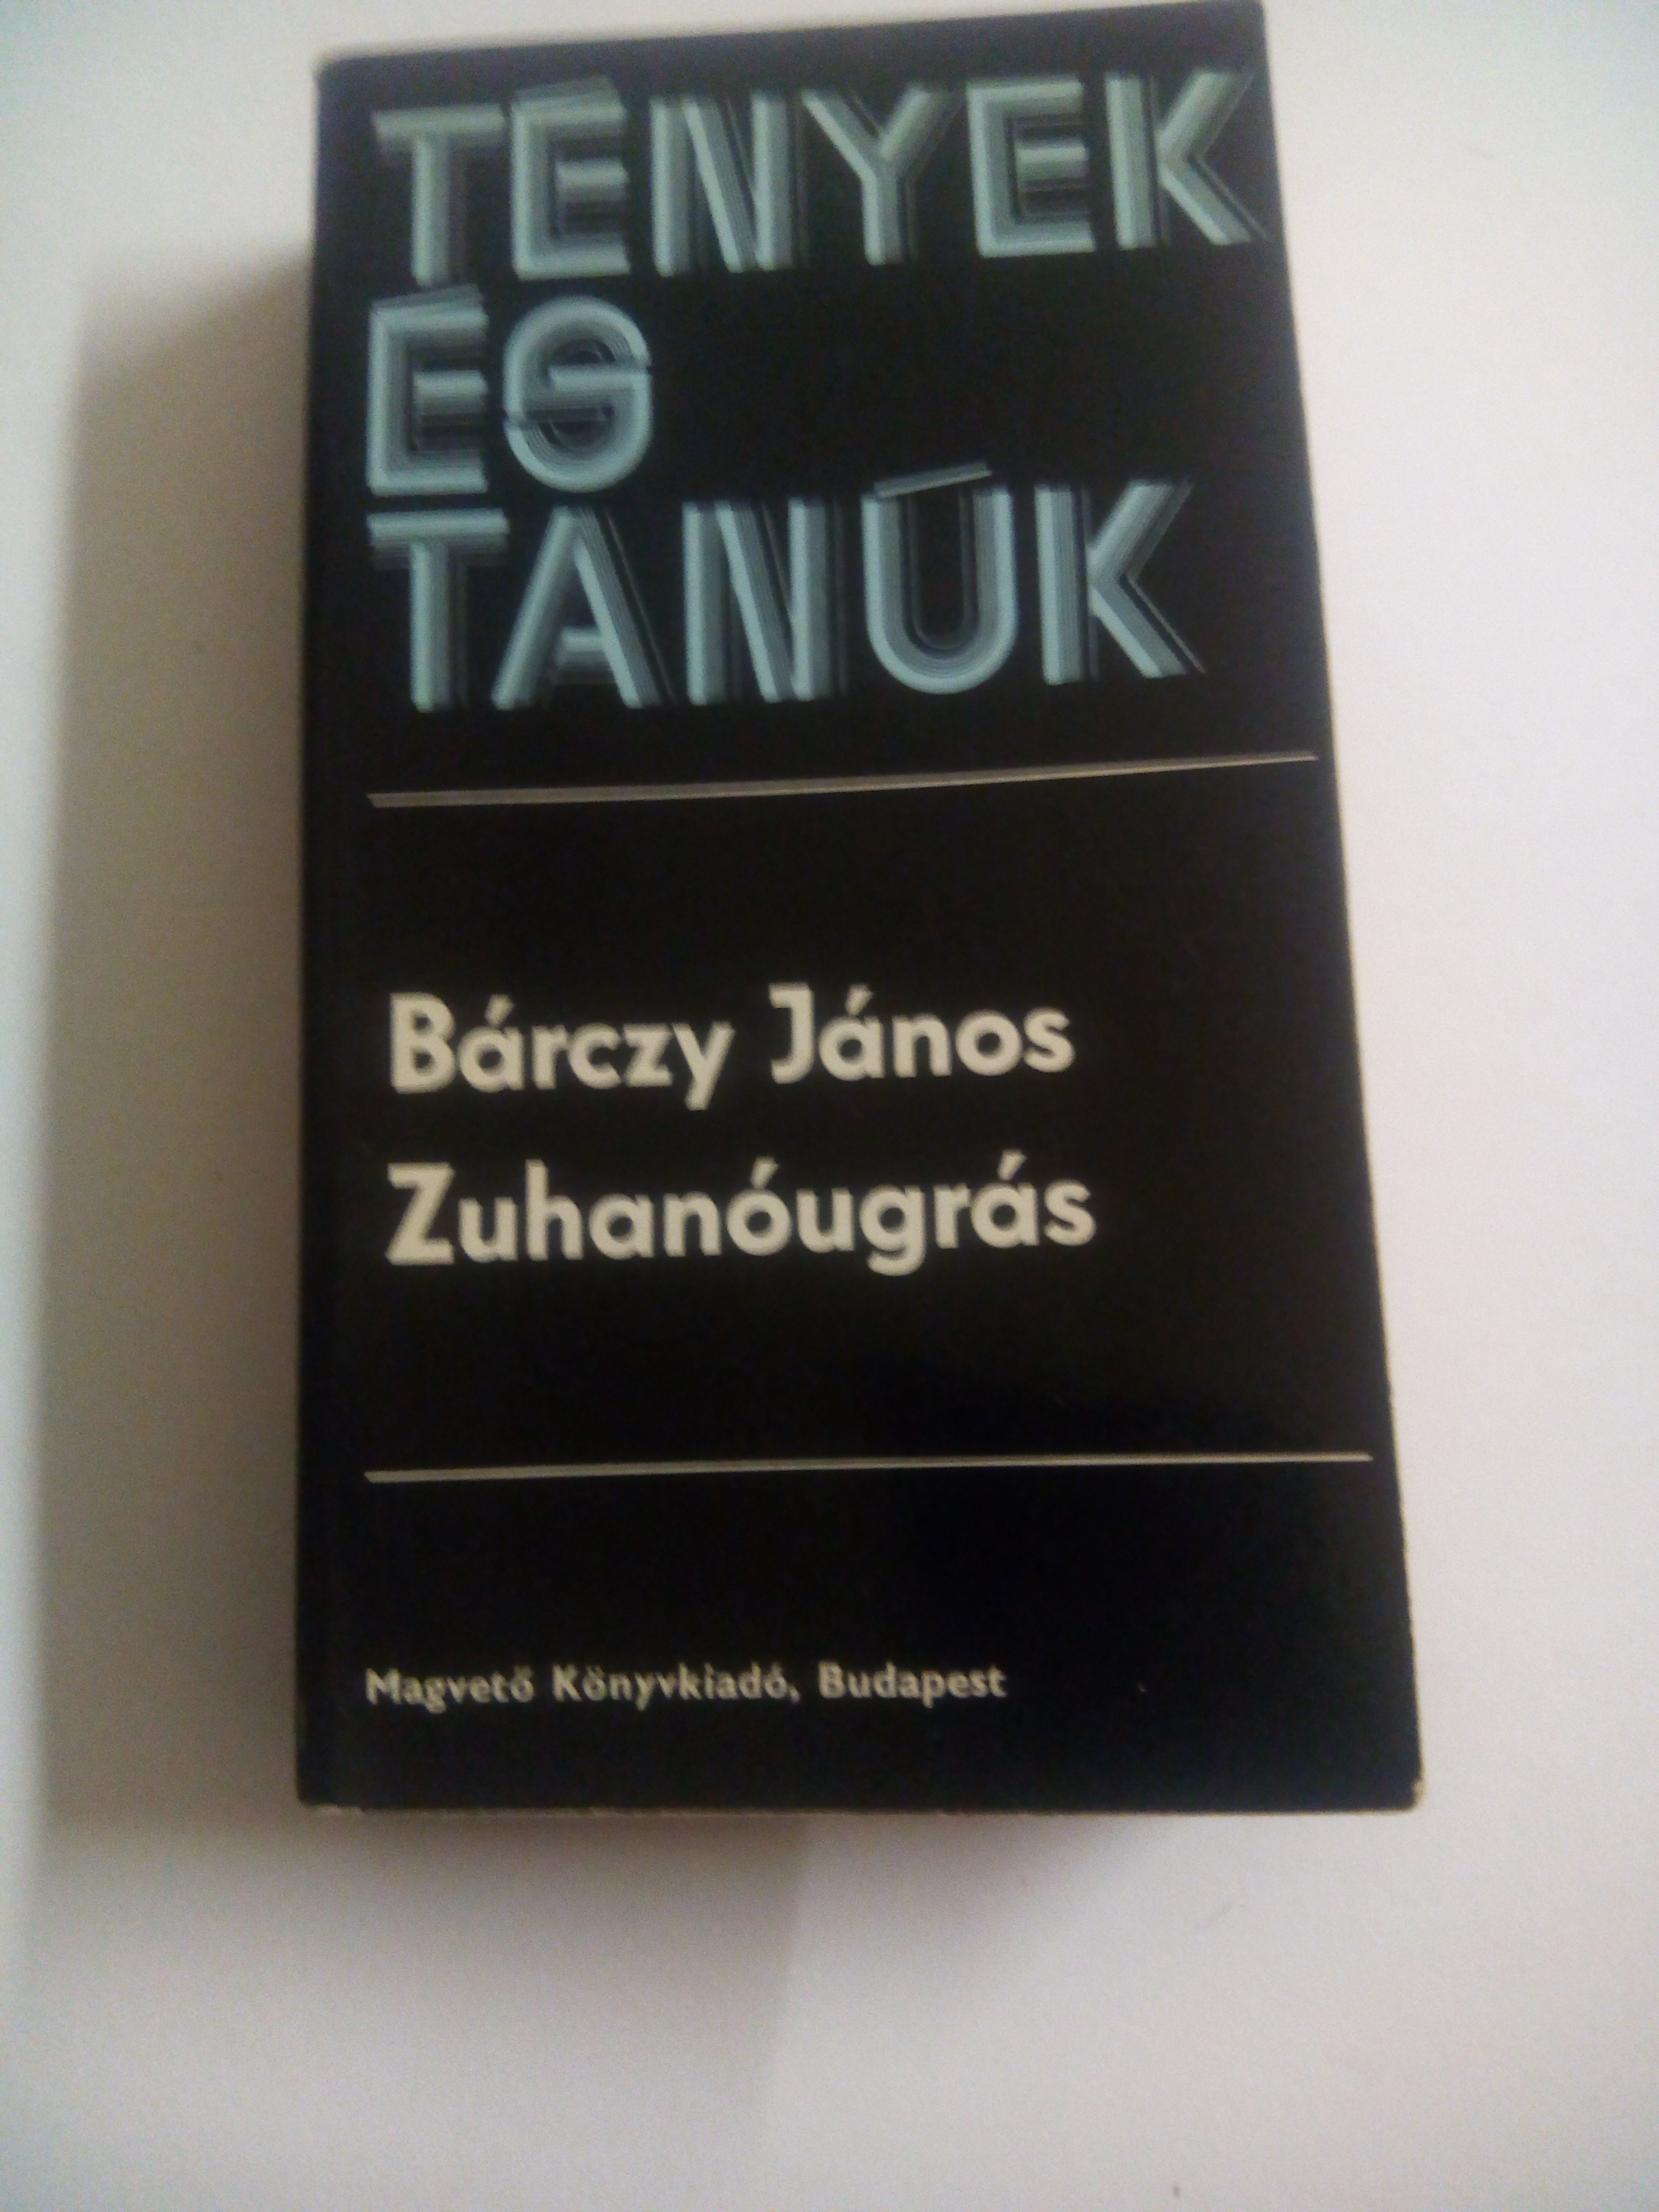 TÉNYEK
ÉS
TANÚK
Bárczy János
Zuhanóugrás
Magvető Könyvkiadó, Budapest